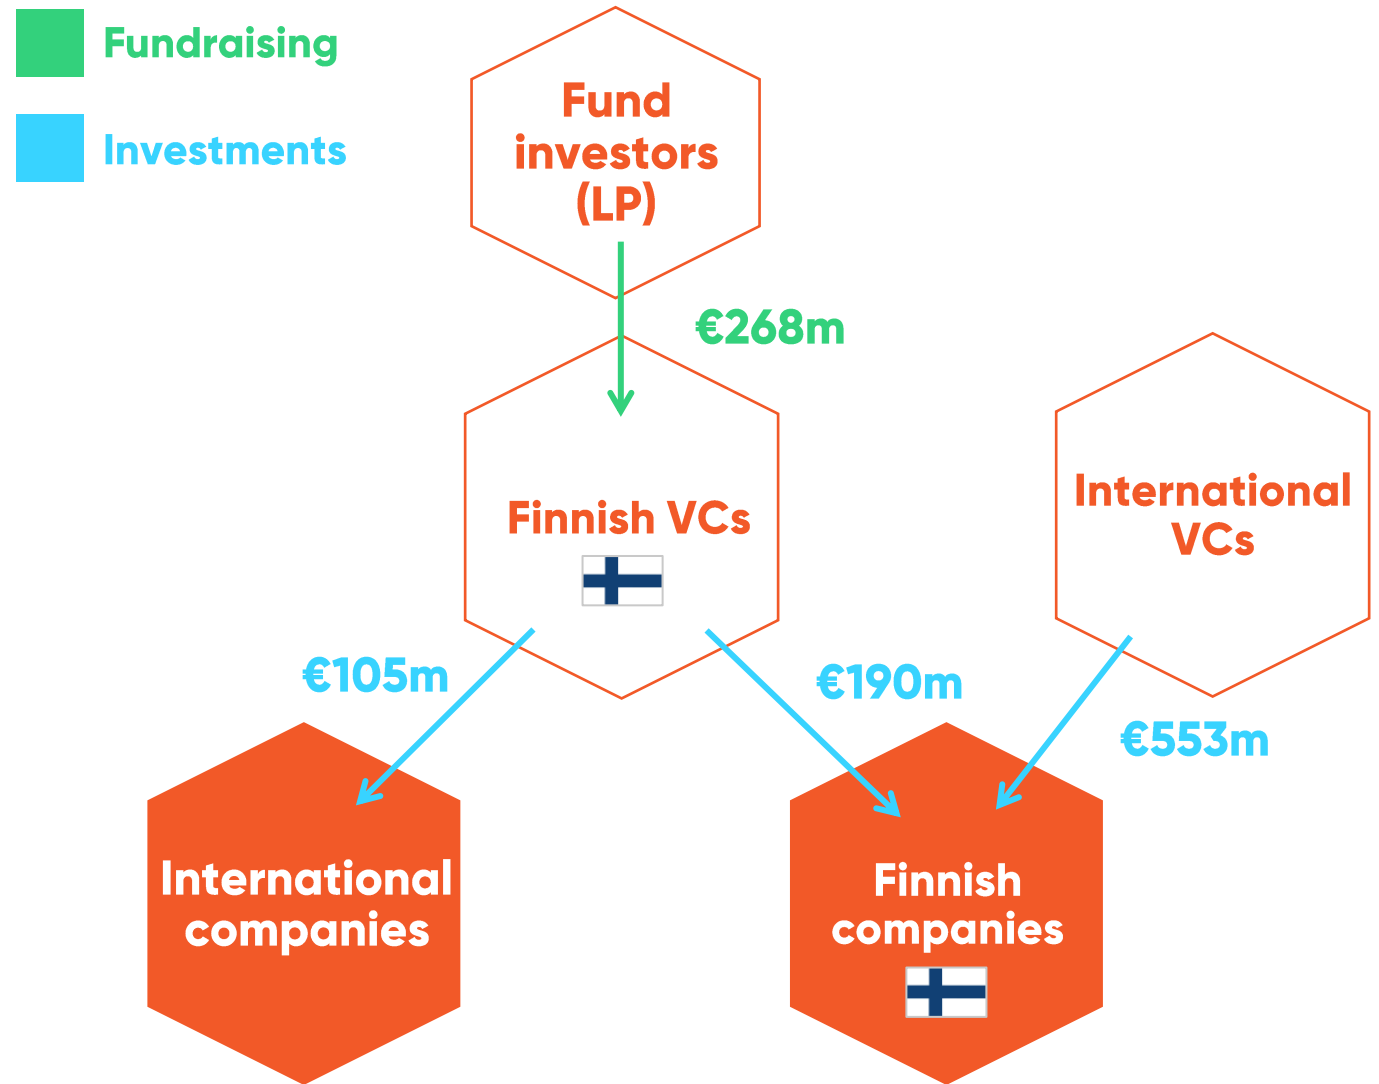 Fundraising
Investments
Fund
investors
(LP)
€268m
Finnish VCs
International
VCs
€105m
€190m
€553m
International
companies
Finnish
companies